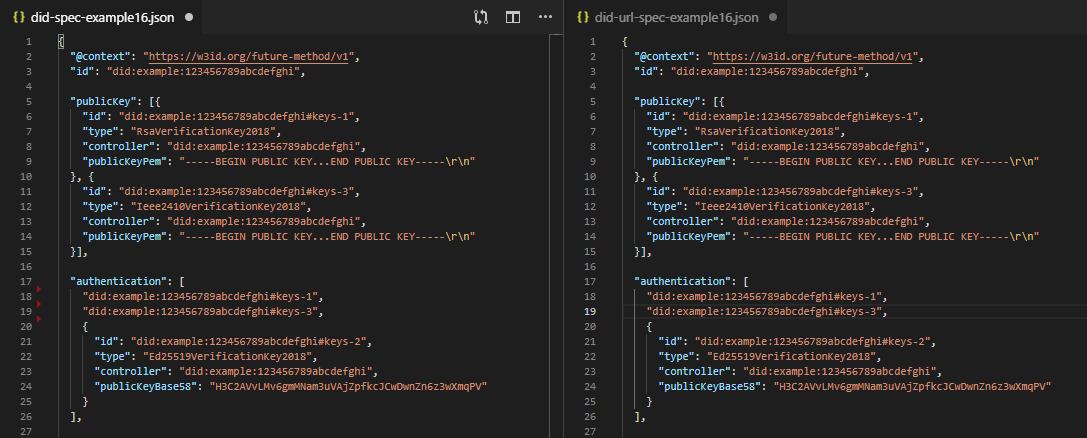 {} did-spec-example16.json
1 {
2 "@context": "https://w3id.org/future-method/v1",
3 "id": "did:example:123456789abcdefghi",
4
5 "publicKey": [{
6 "id": "did:example:123456789abcdefghi#keys-1",
7 "type": "RsaVerificationKey2018",
8 "controller": "did:example:123456789abcdefghi",
9 "publicKeyPem": "-----BEGIN PUBLIC KEY...END PUBLIC KEY-----\r\n"
10 }, {
11 "id": "did:example:123456789abcdefghi#keys-3",
12 "type": "Ieee2410VerificationKey2018",
13 "controller": "did:example:123456789abcdefghi",
14 "publicKeyPem": "-----BEGIN PUBLIC KEY...END PUBLIC KEY-----\r\n"
15 }],
16
17 "authentication": [
18 "did:example:123456789abcdefghi#keys-1",
19 "did:example:123456789abcdefghi#keys-3",
20 {
21 "id": "did:example:123456789abcdefghi#keys-2",
22 "type": "Ed25519VerificationKey2018",
23 "controller": "did:example:123456789abcdefghi",
24 "publicKeyBase58": "H3C2AVvLMv6gmMNam3uVAjZpfkcJCwDwnZn6z3wXmqPV"
25 }
26 ],
27
{} did-url-spec-example16.json
1 {
2 "@context": "https://w3id.org/future-method/v1",
3 "id": "did:example:123456789abcdefghi",
4
5 "publicKey": [{
6 "id": "did:example:123456789abcdefghi#keys-1",
7 "type": "RsaVerificationKey2018",
8 "controller": "did:example:123456789abcdefghi",
9 "publicKeyPem": "-----BEGIN PUBLIC KEY...END PUBLIC KEY-----\r\n"
10 }, {
11 "id": "did:example:123456789abcdefghi#keys-3",
12 "type": "Ieee2410VerificationKey2018",
13 "controller": "did:example:123456789abcdefghi",
14 "publicKeyPem": "-----BEGIN PUBLIC KEY...END PUBLIC KEY-----\r\n"
15 }],
16
17 "authentication": [
18 "did:example:123456789abcdefghi#keys-1",
19 "did:example:123456789abcdefghi#keys-3",
20 {
21 "id": "did:example:123456789abcdefghi#keys-2",
22 "type": "Ed25519VerificationKey2018",
23 "controller": "did:example:123456789abcdefghi",
24 "publicKeyBase58": "H3C2AVvLMv6gmMNam3uVAjZpfkcJCwDwnZn6z3wXmqPV"
25 }
26 ],
27